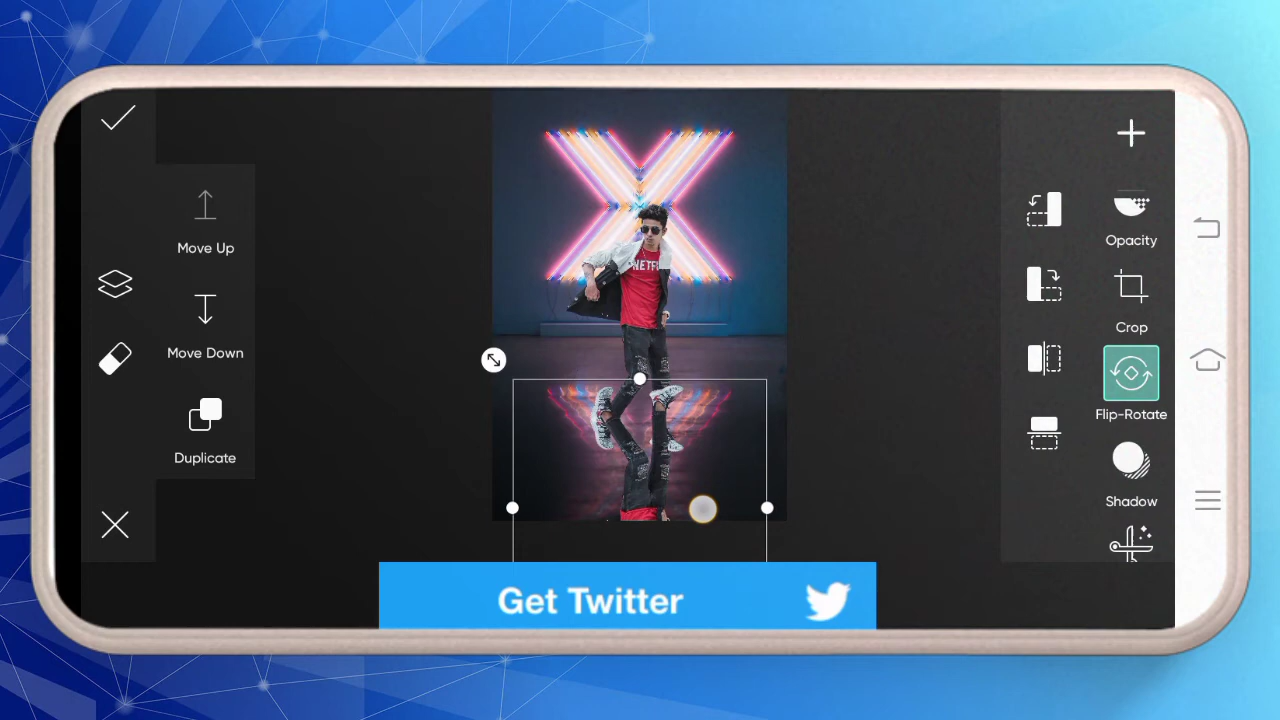 Move Up
Move Down
Duplicate
NETFL
Opacity
Crop
Flip-Rotate
Shadow
Get Twitter